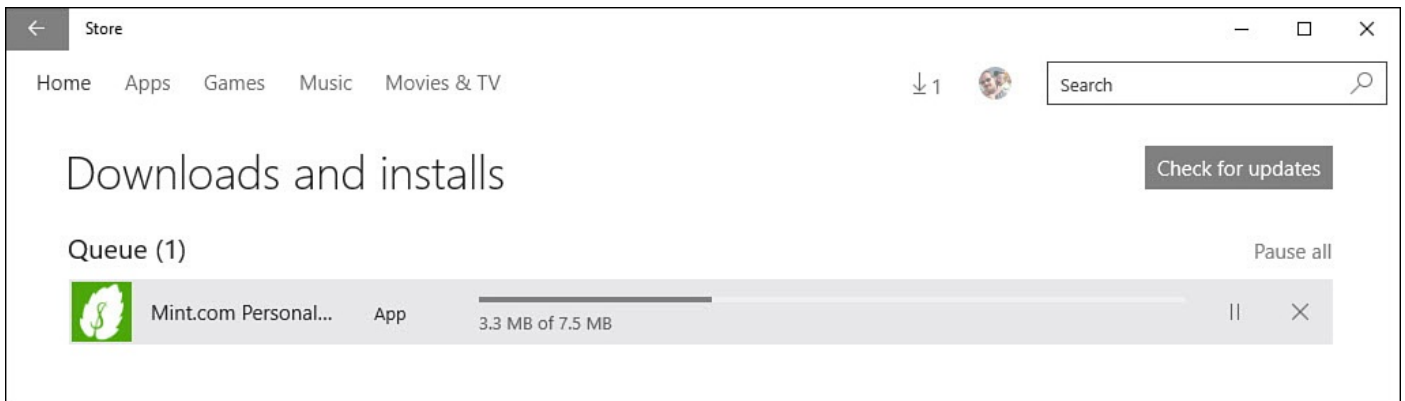 Store
Home Apps Games Music Movies & TV 1 Search
Downloads and installs Check for updates
Queue (1) Pause all
Mint.com Personal... App 3.3 MB of 7.5 MB